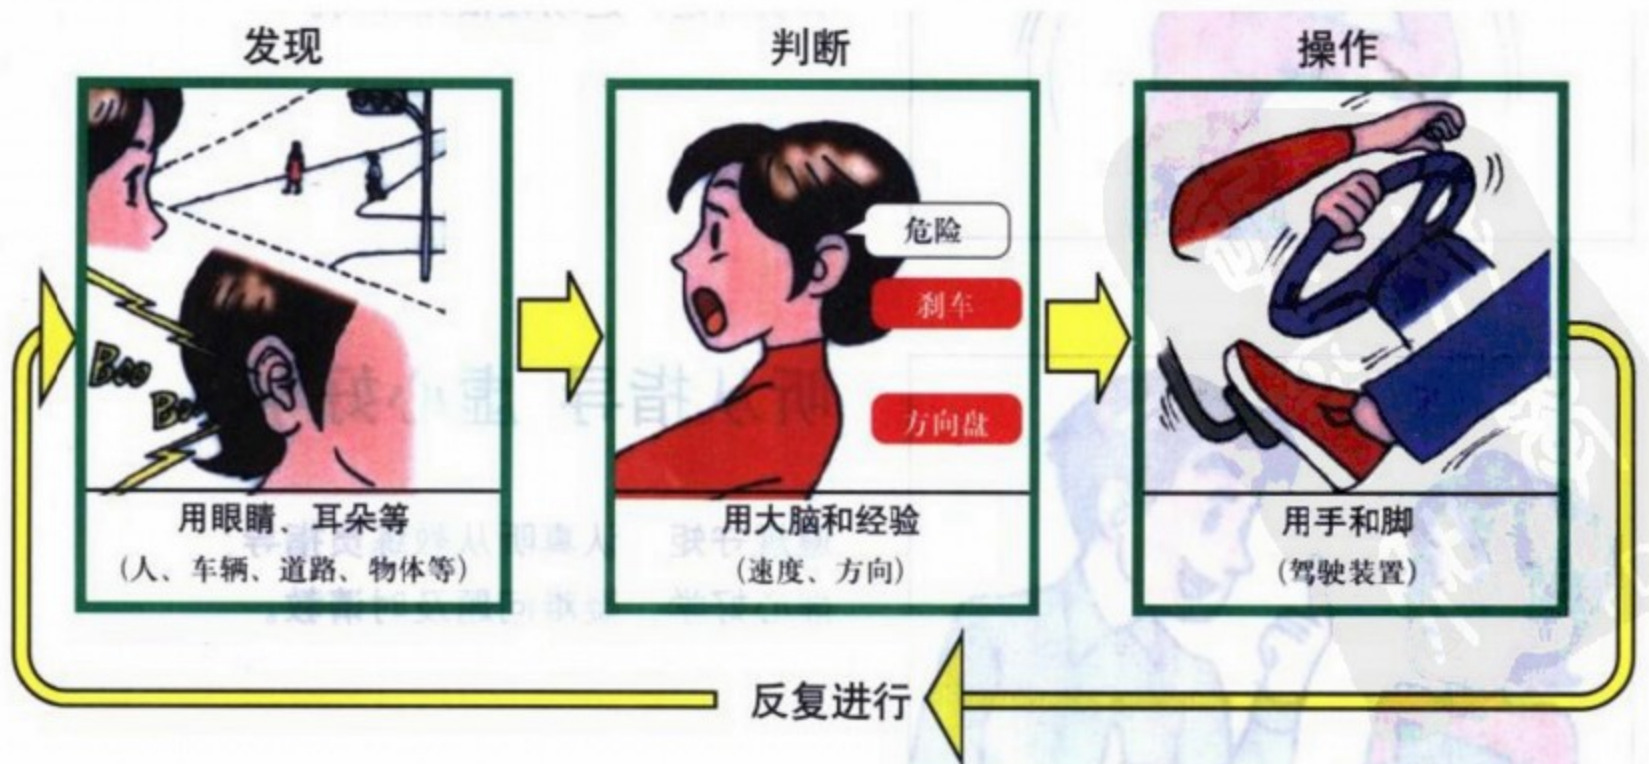 发现
判断
操作
危险
刹车
方向盘
Boo
用眼睛、耳朵等
(人、车辆、道路、物体等)
用大脑和经验
(速度、方向)
用手和脚
(驾驶装置)
反复进行